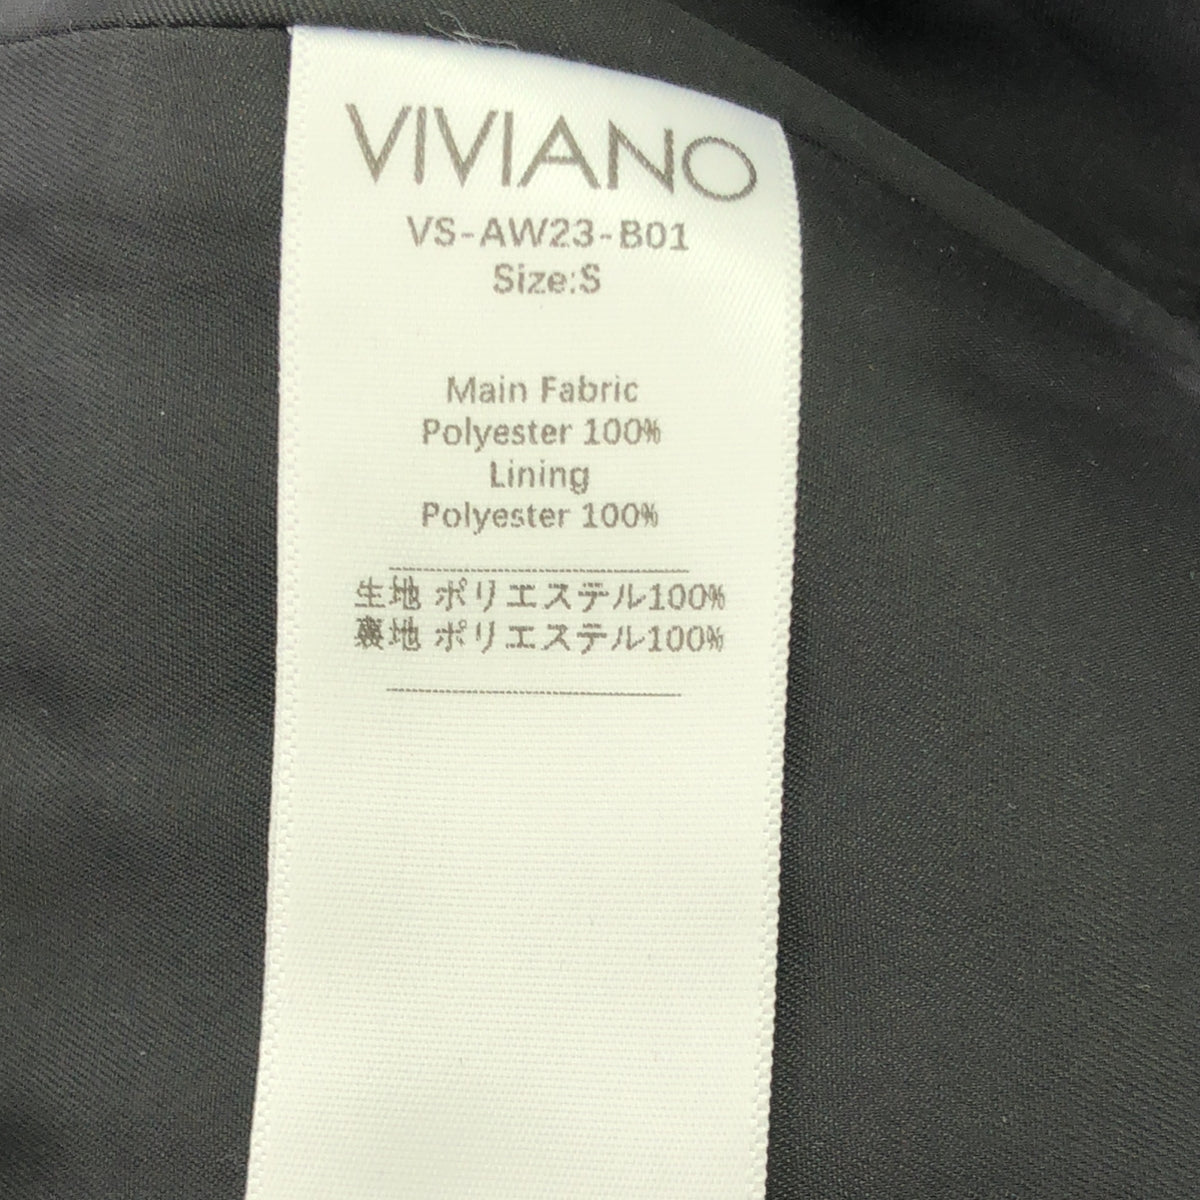 VIVIANO
VS-AW23-B01
Size:S
Main Fabric
Polyester 100%
Lining
Polyester 100%
生地 ポリエステル100%
裏地 ポリエステル100%